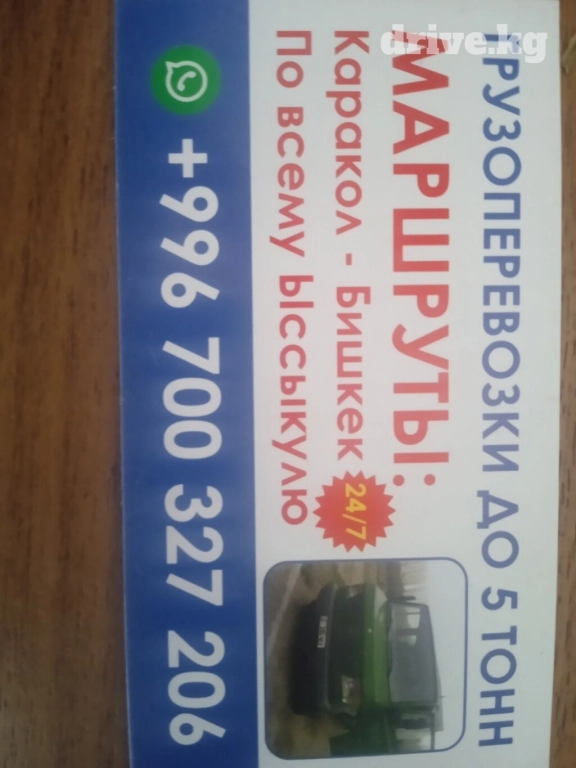 drive.kg
ГРУЗОПЕРЕВОЗКИ ДО 5 ТОНН
МАРШРУТЫ:
Каракол - Бишкек
24/7
По всему Ыссыкулю
+996 700 327 206